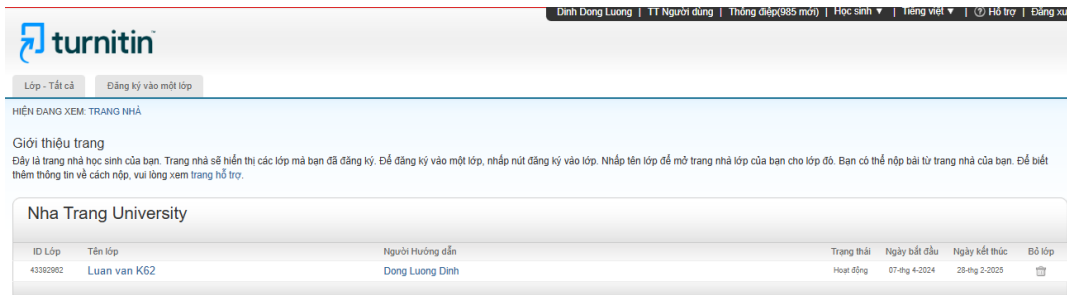 Dinh Dong Luong | TT Người dùng | Thông điệp(985 mới) | Học sinh ▼ | Tiếng việt ▼ | ? Hỗ trợ | Đăng xu
turnitin
Lớp - Tất cả Đăng ký vào một lớp
HIỆN ĐANG XEM: TRANG NHÀ
Giới thiệu trang
Đây là trang nhà học sinh của bạn. Trang nhà sẽ hiển thị các lớp mà bạn đã đăng ký. Để đăng ký vào một lớp, nhấp nút đăng ký vào lớp. Nhấp tên lớp để mở trang nhà lớp của bạn cho lớp đó. Bạn có thể nộp bài từ trang nhà của bạn. Để biết
thêm thông tin về cách nộp, vui lòng xem trang hỗ trợ.
Nha Trang University
ID Lớp Tên lớp Người Hướng dẫn Trạng thái Ngày bắt đầu Ngày kết thúc Bỏ lớp
43392962 Luan van K62 Dong Luong Dinh Hoạt động 07-thg 4-2024 28-thg 2-2025